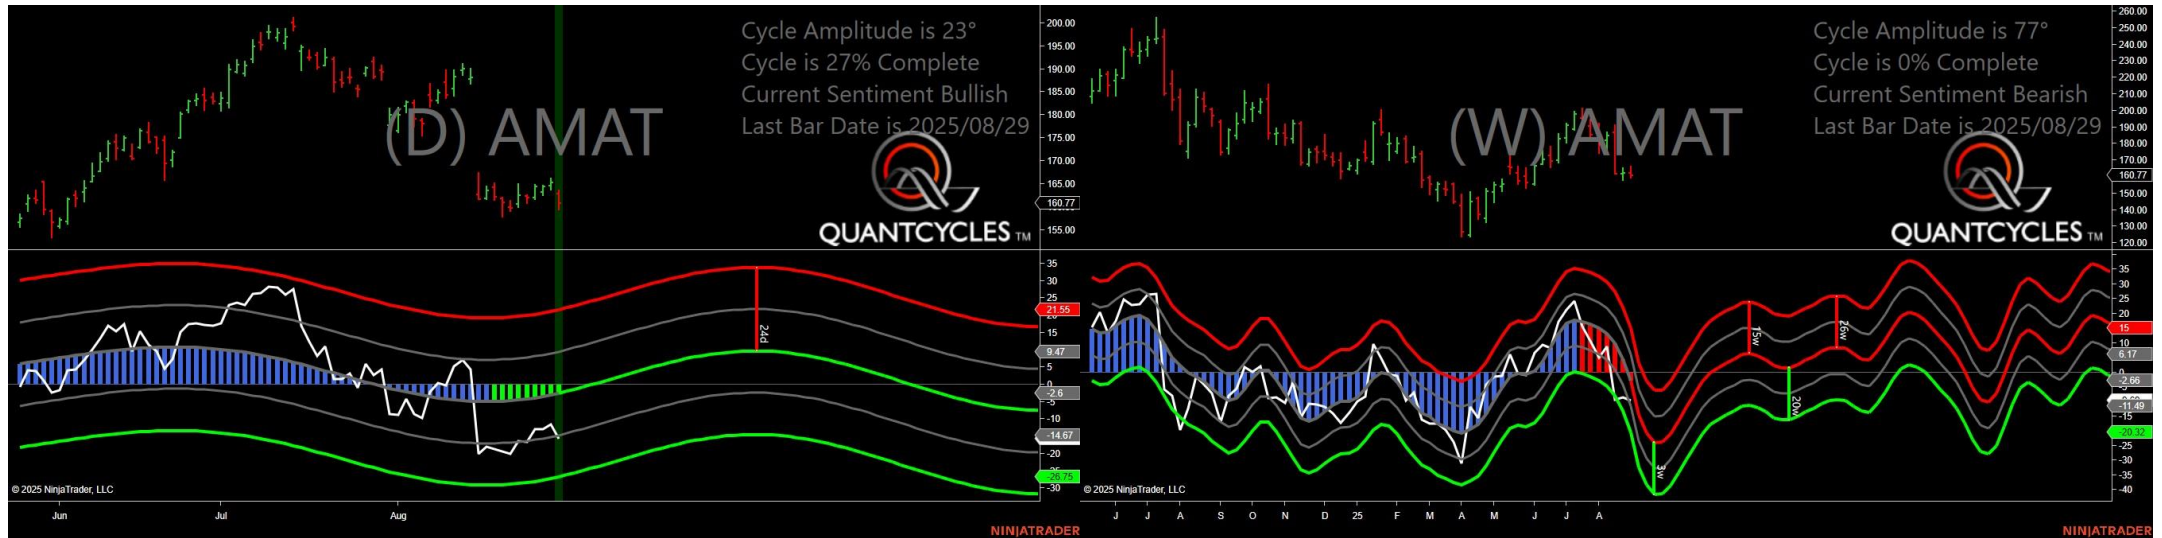 Cycle Amplitude is 23°
Cycle is 27% Complete
Current Sentiment Bullish
Last Bar Date is 2025/08/29
(D) AMAT
QUANTCYCLES TM
200.00
195.00
190.00
185.00
180.00
175.00
170.00
165.00
160.77
155.00
35
30
25
21.55
15
9.47
5
0
-2.6
-5
-10
-14.67
-20
-26.75
-30
24d
© 2025 NinjaTrader, LLC
Jun Jul Aug
NINJATRADER
Cycle Amplitude is 77°
Cycle is 0% Complete
Current Sentiment Bearish
Last Bar Date is 2025/08/29
(W) AMAT
QUANTCYCLES TM
260.00
250.00
240.00
230.00
220.00
210.00
200.00
190.00
180.00
170.00
160.77
150.00
140.00
130.00
120.00
35
30
25
20
15
10
6.17
-2.66
-11.49
-15
-20.32
-25
-30
-35
-40
15w
26w
20w
3w
© 2025 NinjaTrader, LLC
J J A S O N D 25 F M A M J J A
NINJATRADER